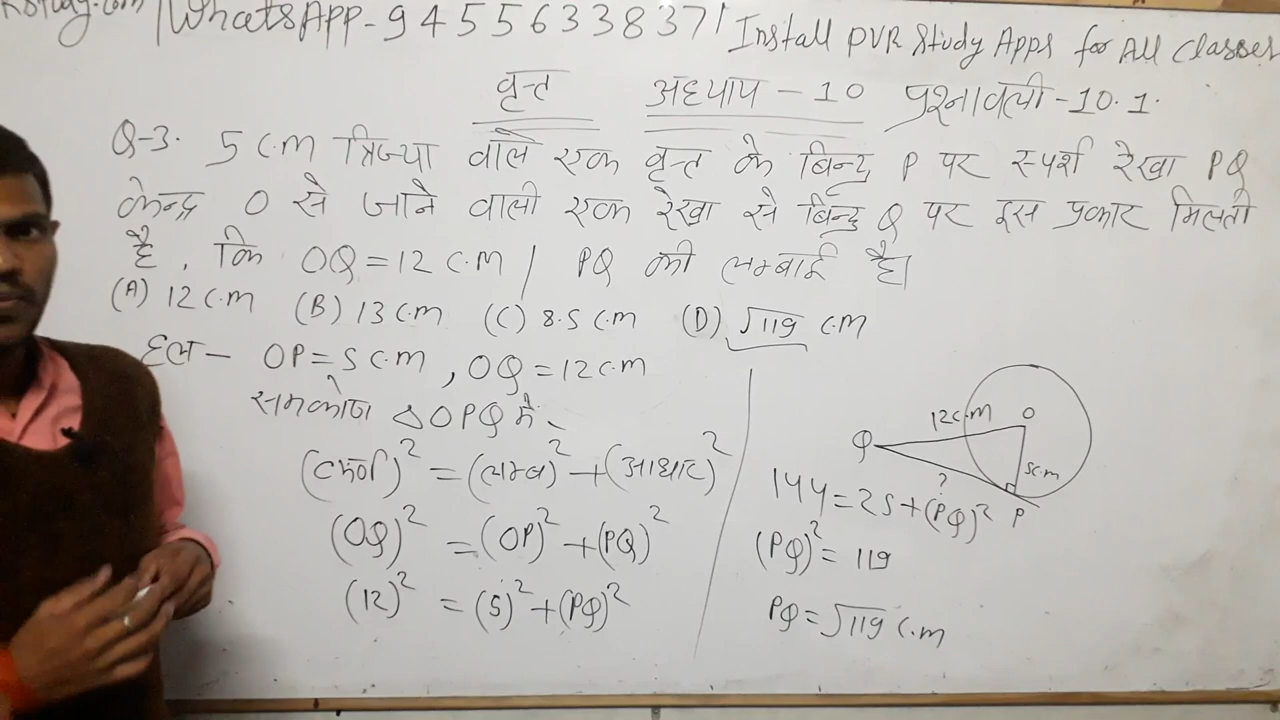 WhatsApp-9455633837 Install PVR Study Apps for All Classes
वृत्त अध्याय-10 प्रश्नावली-10.1.
Q-3. 5 c.m त्रिज्या वाले एक वृत्त के बिन्दु P पर स्पर्श रेखा PQ
केन्द्र O से जाने वाली एक रेखा से बिन्दु Q पर इस प्रकार मिलती
है, कि OQ=12 c.m / PQ की लम्बाई है।
(A) 12 c.m (B) 13 c.m (C) 8.5 c.m (D) √119 c.m
हल- OP=5 c.m, OQ=12 c.m
समकोण △OPQ में-
(कर्ण)²=(लम्ब)²+(आधार)²
(OQ)²=(OP)²+(PQ)²
(12)²=(5)²+(PQ)²
12c.m O
Q 5c.m
?
P
144=25+(PQ)²
(PQ)²=119
PQ=√119 c.m